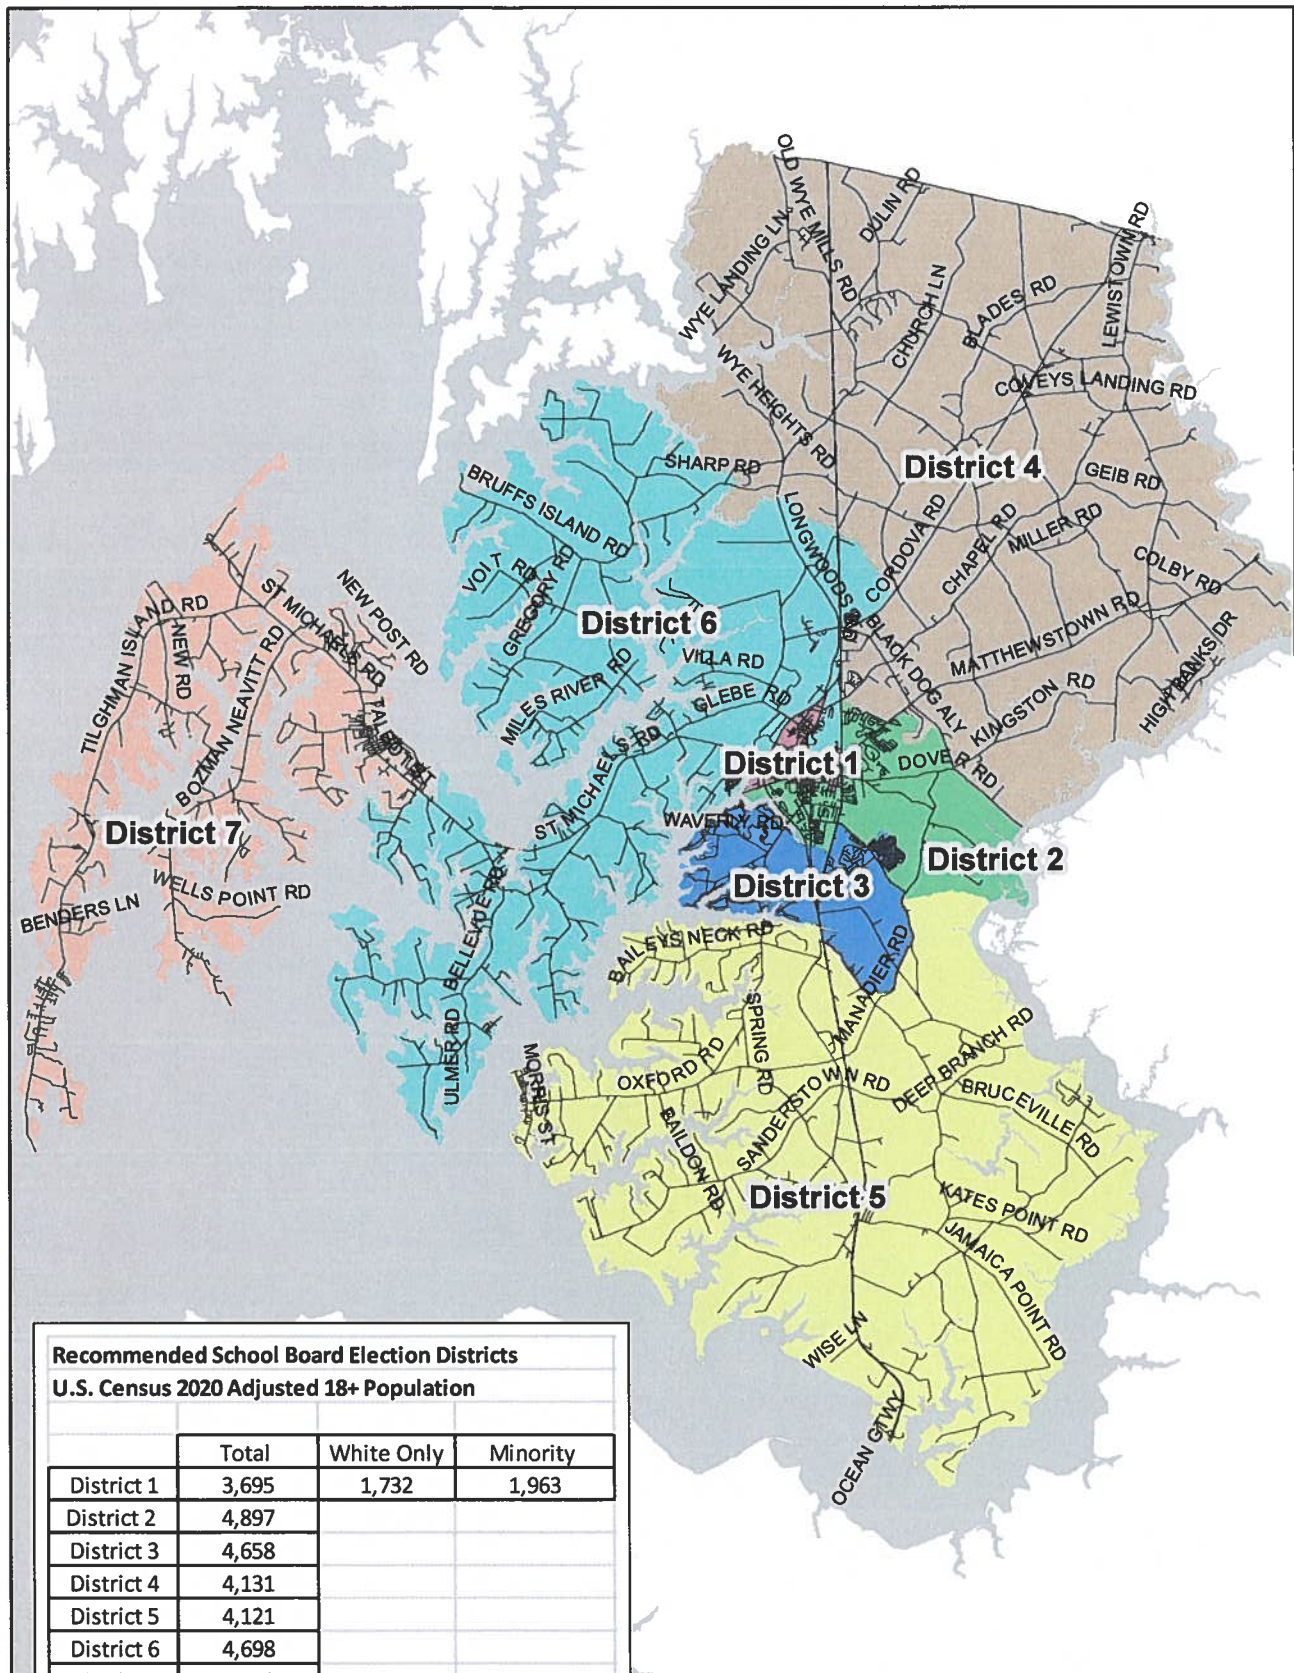 OLD WYE MILLS RD
DULIN RD
WYE LANDING LN
CHURCH LN
BLADES RD
LEWISTOWN RD
WYE HEIGHTS RD
COVEYS LANDING RD
SHARP RD
District 4
GEIB RD
BRUFFS ISLAND RD
LONGWOODS
CORDOVA RD
CHAPEL RD
MILLER RD
COLBY RD
VOIT RD
GREGORY RD
NEW POST RD
ST MICHAELS RD
TILGHMAN ISLAND RD
NEW RD
BOZMAN NEAVITT RD
District 6
BLACK DOG ALY
MATTHEWSTOWN RD
HIGH BANKS DR
VILLA RD
MILES RIVER RD
GLEBE RD
KINGSTON RD
TALBOT ST
ST MICHAELS RD
District 1
DOVER RD
District 7
WAVERLY RD
District 2
District 3
BENDERS LN
WELLS POINT RD
BELLEVUE RD
BAILEYS NECK RD
MANADIER RD
ULMER RD
SPRING RD
MORRIS ST
OXFORD RD
SANDERSTOWN RD
DEEP BRANCH RD
BRUCEVILLE RD
BAILDON RD
District 5
KATES POINT RD
JAMAICA POINT RD
WISE LN
OCEAN GTWY
Recommended School Board Election Districts
U.S. Census 2020 Adjusted 18+ Population
Total White Only Minority
District 1 3,695 1,732 1,963
District 2 4,897
District 3 4,658
District 4 4,131
District 5 4,121
District 6 4,698